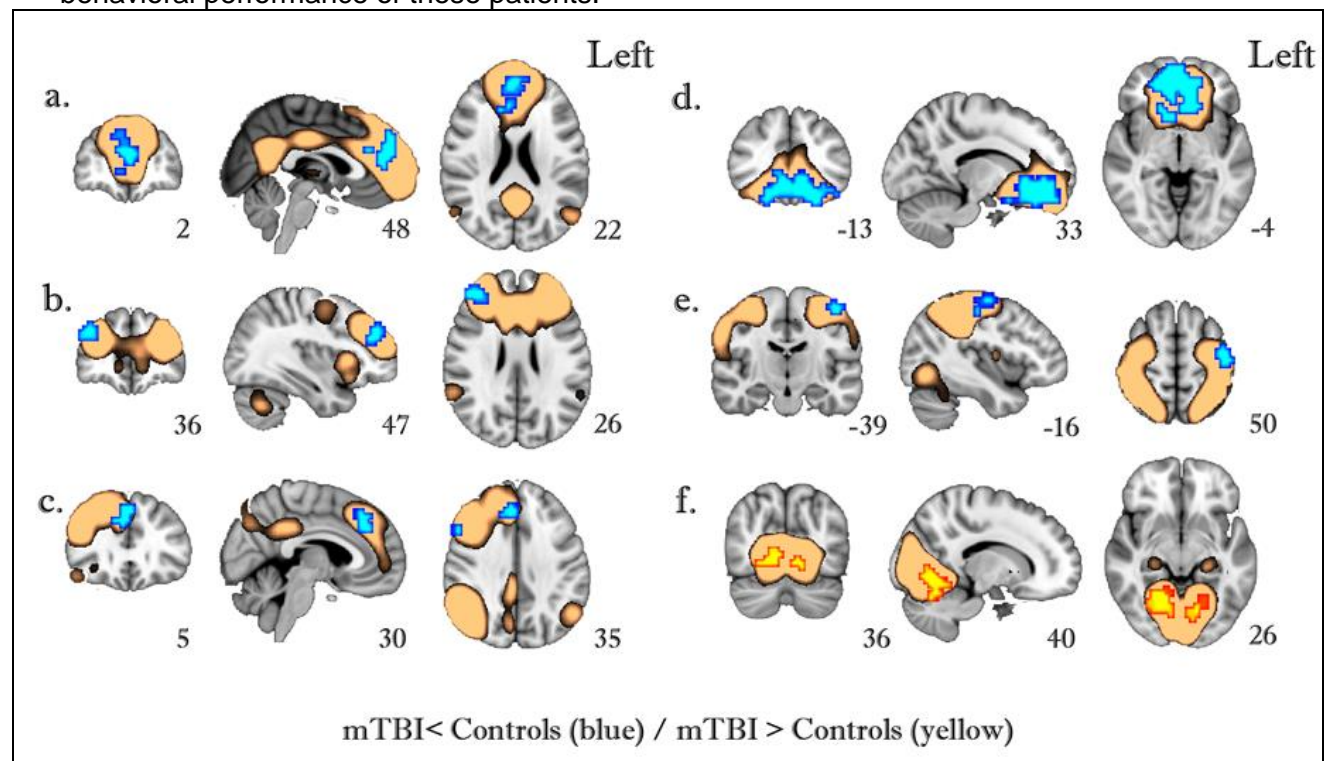 behavioral performance of these patients.
Left
Left
a.
2
48
22
d.
-13
33
-4
b.
36
47
26
e.
-39
-16
50
c.
5
30
35
f.
36
40
26
mTBI< Controls (blue) / mTBI > Controls (yellow)